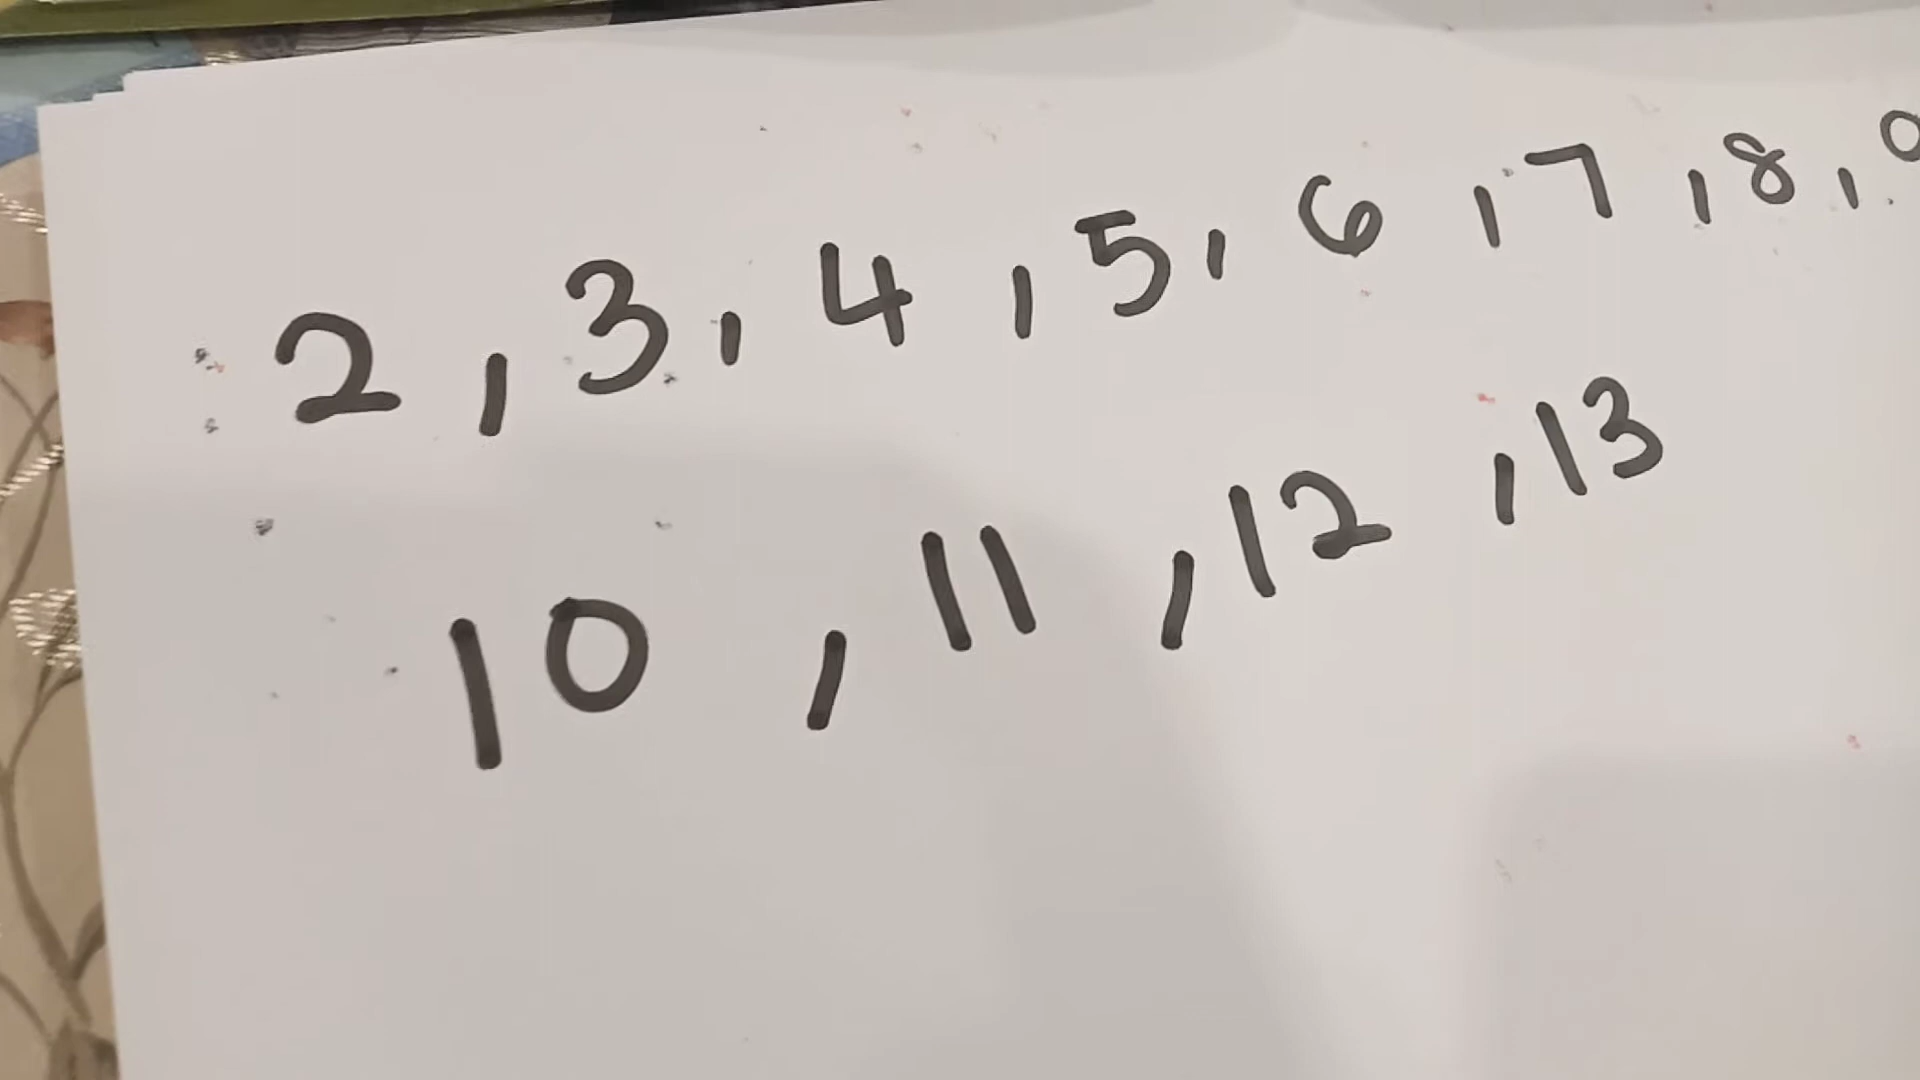 2, 3, 4, 5, 6, 7, 8,
10, 11, 12, 13